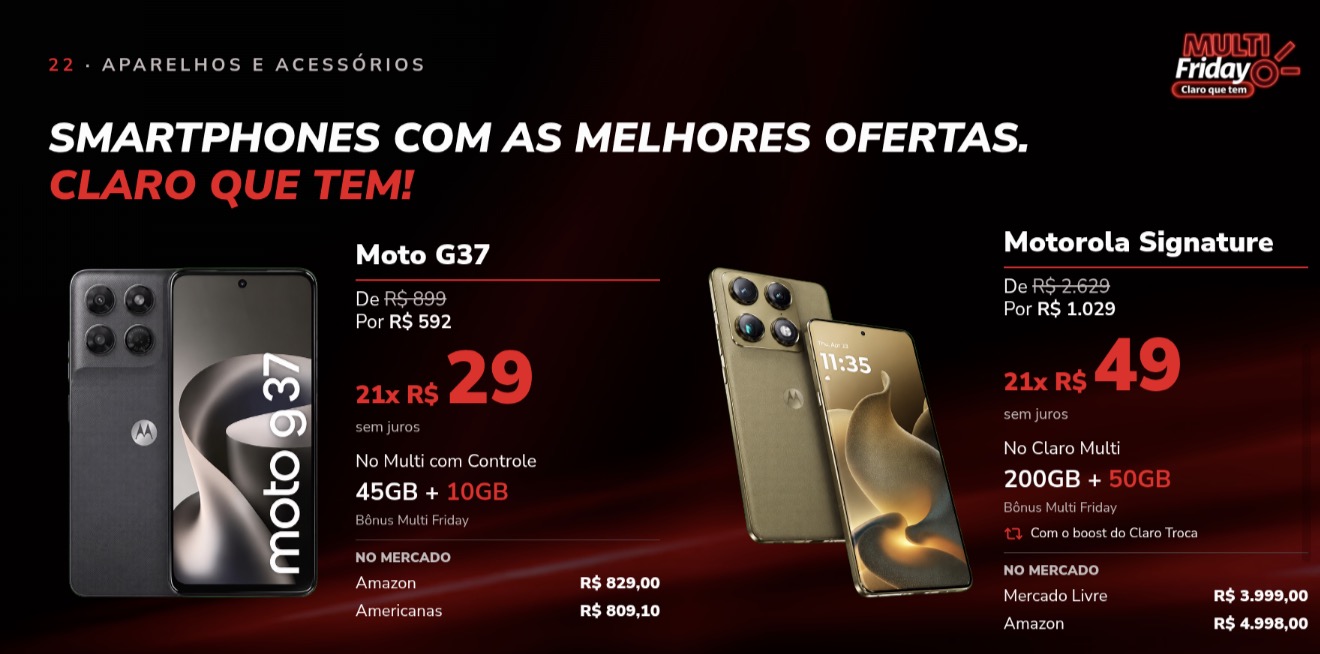 22 · APARELHOS E ACESSÓRIOS
MULTI
Friday
Claro que tem
SMARTPHONES COM AS MELHORES OFERTAS.
CLARO QUE TEM!
moto g37
Moto G37
De R$ 899
Por R$ 592
21x R$ 29
sem juros
No Multi com Controle
45GB + 10GB
Bônus Multi Friday
NO MERCADO
Amazon R$ 829,00
Americanas R$ 809,10
11:35
Motorola Signature
De R$ 2.629
Por R$ 1.029
21x R$ 49
sem juros
No Claro Multi
200GB + 50GB
Bônus Multi Friday
Com o boost do Claro Troca
NO MERCADO
Mercado Livre R$ 3.999,00
Amazon R$ 4.998,00